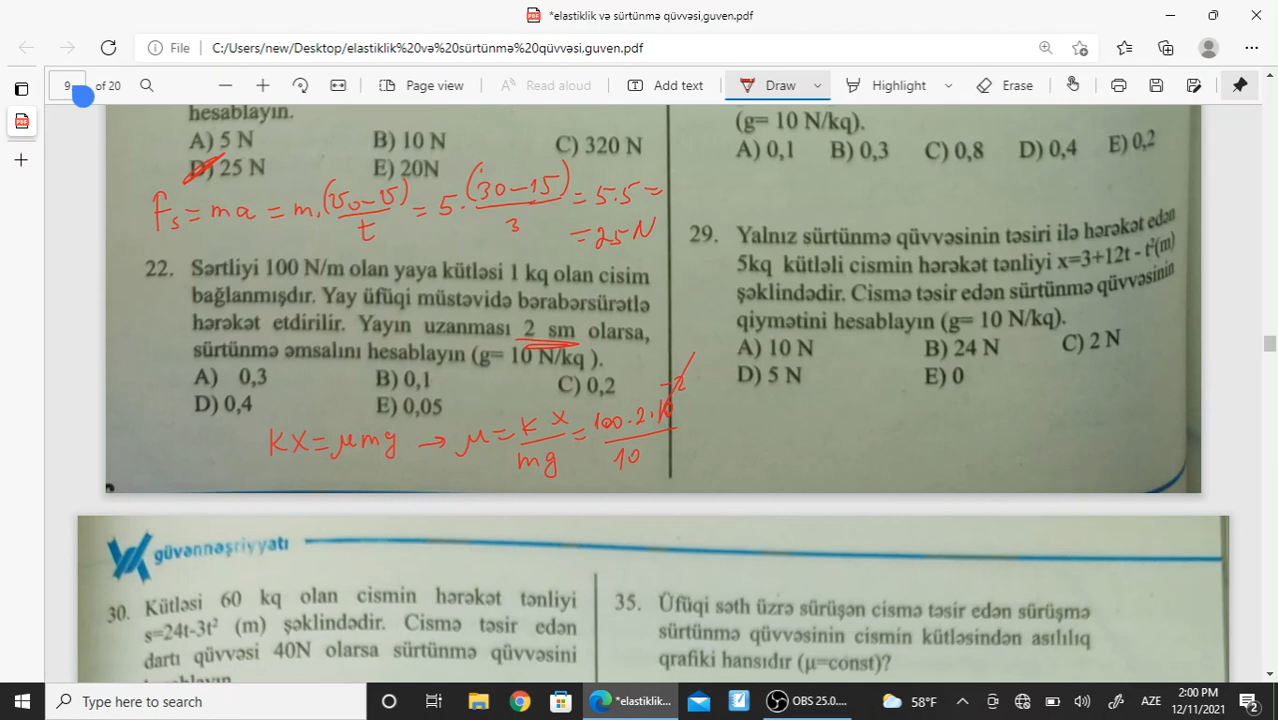 *elastiklik və sürtünmə qüvvəsi,guven.pdf
File C:/Users/new/Desktop/elastiklik%20və%20sürtünmə%20qüvvəsi.guven.pdf
9 of 20 Page view Read aloud Add text Draw Highlight Erase Share
hesablayın.
A) 5 N B) 10 N C) 320 N
D) 25 N E) 20N
Fs = ma = m·(v0-v)/t = 5·(30-15)/3 = 5·5 =
= 25 N
22. Sərtliyi 100 N/m olan yaya kütləsi 1 kq olan cisim
bağlanmışdır. Yay üfüqi müstəvidə bərabərsürətlə
hərəkət etdirilir. Yayın uzanması 2 sm olarsa,
sürtünmə əmsalını hesablayın (g= 10 N/kq ).
A) 0,3 B) 0,1 C) 0,2
D) 0,4 E) 0,05
kx = μmg → μ = kx/mg = 100·2·10^-2/10
(g= 10 N/kq).
A) 0,1 B) 0,3 C) 0,8 D) 0,4 E) 0,2
29. Yalnız sürtünmə qüvvəsinin təsiri ilə hərəkət edən
5kq kütləli cismin hərəkət tənliyi x=3+12t - t²(m)
şəklindədir. Cismə təsir edən sürtünmə qüvvəsinin
qiymətini hesablayın (g= 10 N/kq).
A) 10 N B) 24 N C) 2 N
D) 5 N E) 0
güvənnəşriyyatı
30. Kütləsi 60 kq olan cismin hərəkət tənliyi
s=24t-3t² (m) şəklindədir. Cismə təsir edən
dartı qüvvəsi 40N olarsa sürtünmə qüvvəsini
35. Üfüqi səth üzrə sürüşən cismə təsir edən sürüşmə
sürtünmə qüvvəsinin cismin kütləsindən asılılıq
qrafiki hansıdır (μ=const)?
Type here to search *elastiklik... OBS 25.0.... 58°F AZE 2:00 PM
12/11/2021 2